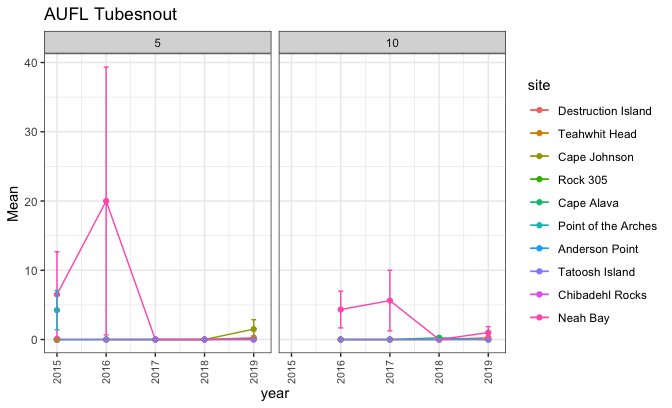 AUFL Tubesnout
5 10
40
30
20
10
0
Mean
2015 2016 2017 2018 2019 2015 2016 2017 2018 2019
year
site
Destruction Island
Teahwhit Head
Cape Johnson
Rock 305
Cape Alava
Point of the Arches
Anderson Point
Tatoosh Island
Chibadehl Rocks
Neah Bay